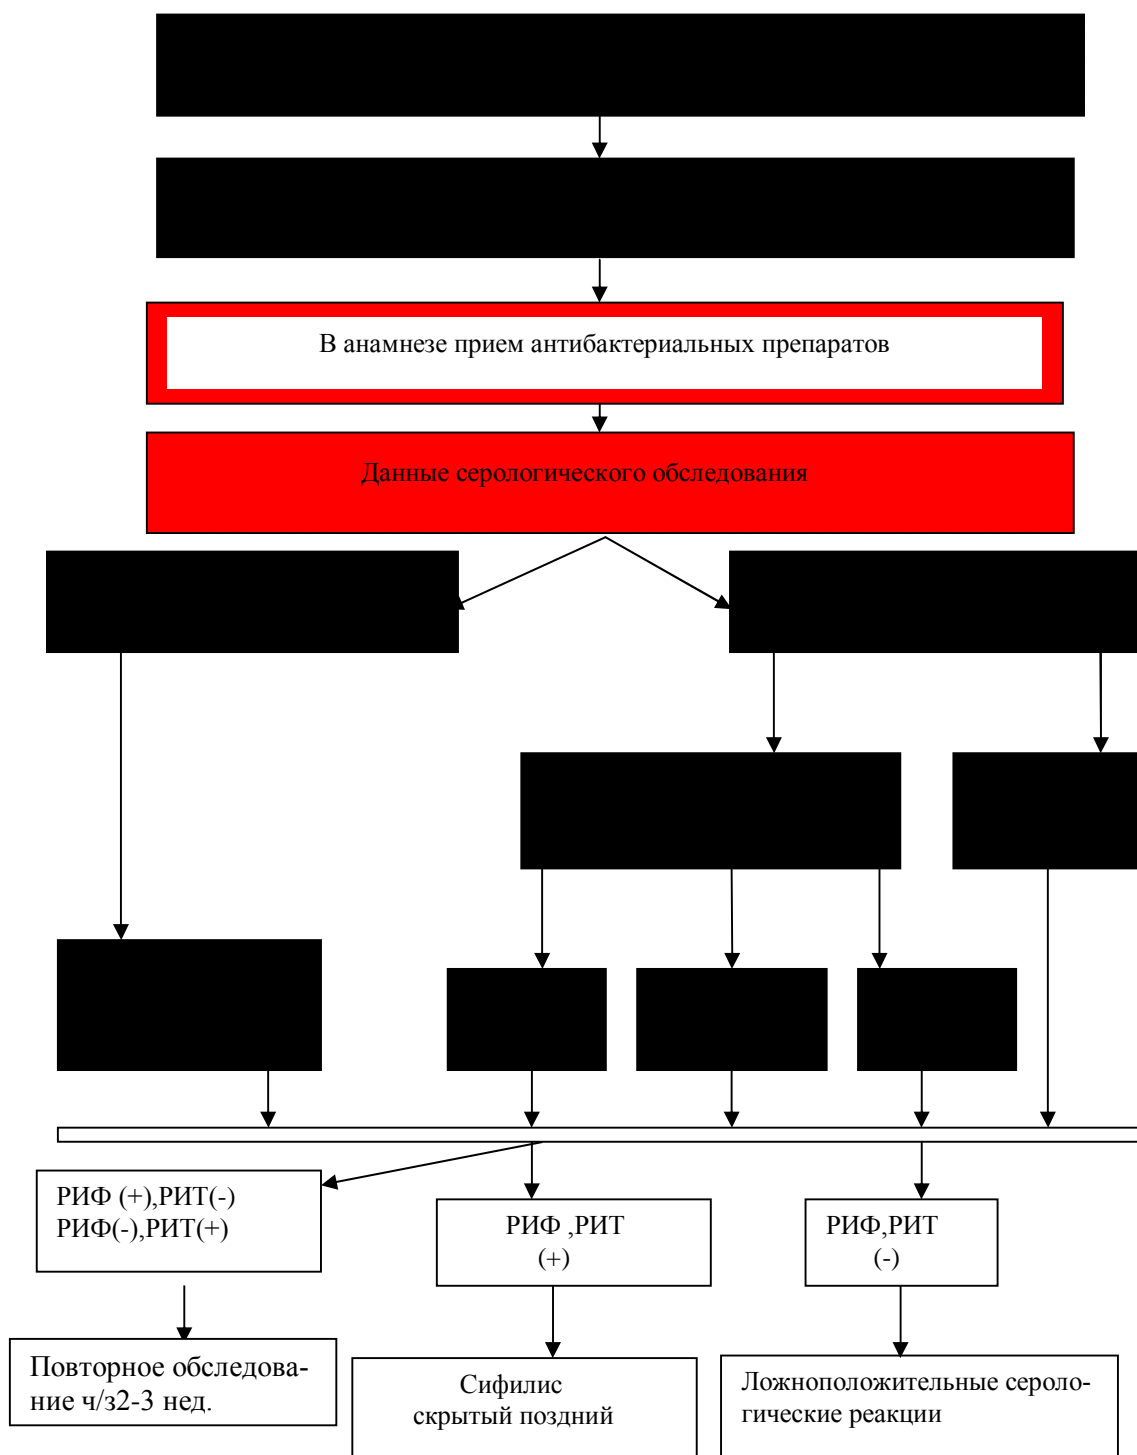 В анамнезе прием антибактериальных препаратов
Данные серологического обследования
РИФ (+),РИТ(-)
РИФ(-),РИТ(+)
РИФ ,РИТ
(+)
РИФ,РИТ
(-)
Повторное обследова-
ние ч/з2-3 нед.
Сифилис
скрытый поздний
Ложноположительные сероло-
гические реакции